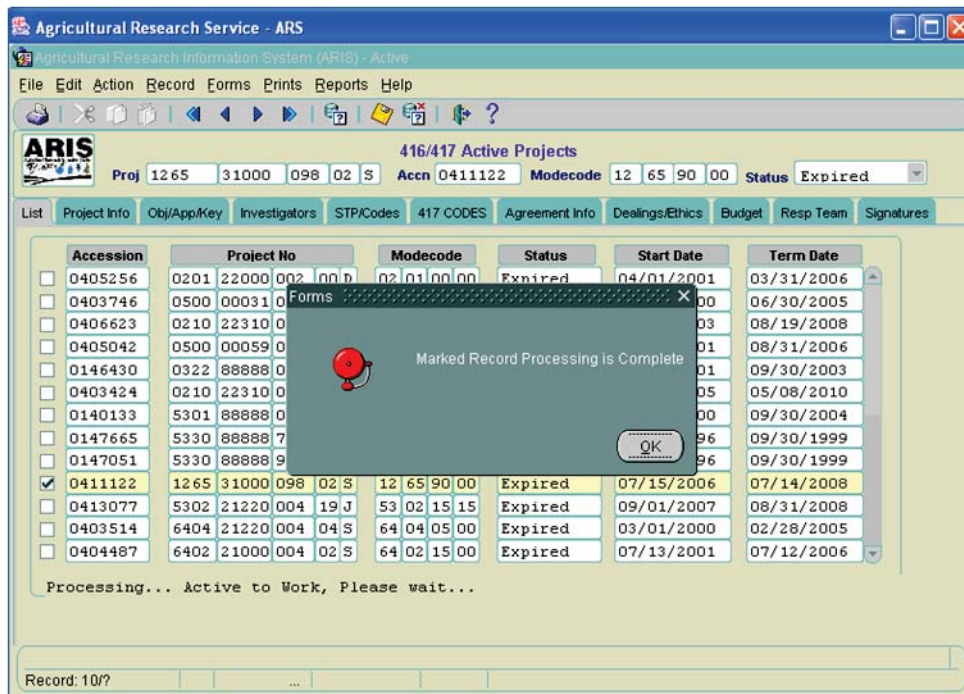 Agricultural Research Service - ARS
Agricultural Research Information System (ARIS) - Active
File Edit Action Record Forms Prints Reports Help
ARIS
416/417 Active Projects
Proj 1265 31000 098 02 S Accn 0411122 Modecode 12 65 90 00 Status Expired
List Project Info Obj/App/Key Investigators STP/Codes 417 CODES Agreement Info Dealings/Ethics Budget Resp Team Signatures
Accession Project No Modecode Status Start Date Term Date
0405256 0201 22000 002 00 D 02 01 00 00 Expired 04/01/2001 03/31/2006
0403746 0500 00031 0 00 06/30/2005
0406623 0210 22310 0 03 08/19/2008
0405042 0500 00059 0 01 08/31/2006
0146430 0322 88888 0 01 09/30/2003
0403424 0210 22310 0 05 05/08/2010
0140133 5301 88888 0 00 09/30/2004
0147665 5330 88888 7 96 09/30/1999
0147051 5330 88888 9 96 09/30/1999
0411122 1265 31000 098 02 S 12 65 90 00 Expired 07/15/2006 07/14/2008
0413077 5302 21220 004 19 J 53 02 15 15 Expired 09/01/2007 08/31/2008
0403514 6404 21220 004 04 S 64 04 05 00 Expired 03/01/2000 02/28/2005
0404487 6402 21000 004 02 S 64 02 15 00 Expired 07/13/2001 07/12/2006
Forms
Marked Record Processing is Complete
OK
Processing... Active to Work, Please wait...
Record: 10/? ...